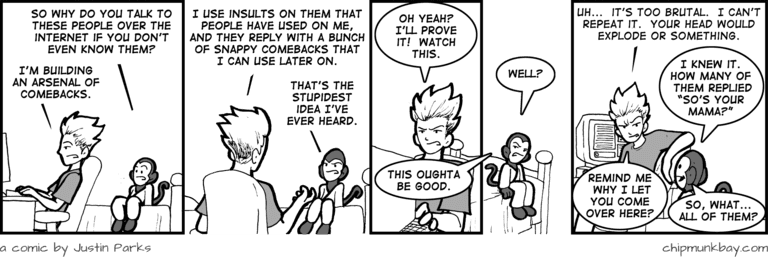 SO WHY DO YOU TALK TO
THESE PEOPLE OVER THE
INTERNET IF YOU DON'T
EVEN KNOW THEM?
I'M BUILDING
AN ARSENAL OF
COMEBACKS.
I USE INSULTS ON THEM THAT
PEOPLE HAVE USED ON ME,
AND THEY REPLY WITH A BUNCH
OF SNAPPY COMEBACKS THAT
I CAN USE LATER ON.
THAT'S THE
STUPIDEST
IDEA I'VE
EVER HEARD.
OH YEAH?
I'LL PROVE
IT! WATCH
THIS.
THIS OUGHTA
BE GOOD.
WELL?
UH... IT'S TOO BRUTAL. I CAN'T
REPEAT IT. YOUR HEAD WOULD
EXPLODE OR SOMETHING.
I KNEW IT.
HOW MANY OF
THEM REPLIED
"SO'S YOUR
MAMA?"
REMIND ME
WHY I LET
YOU COME
OVER HERE?
SO, WHAT...
ALL OF THEM?
a comic by Justin Parks
chipmunkbay.com